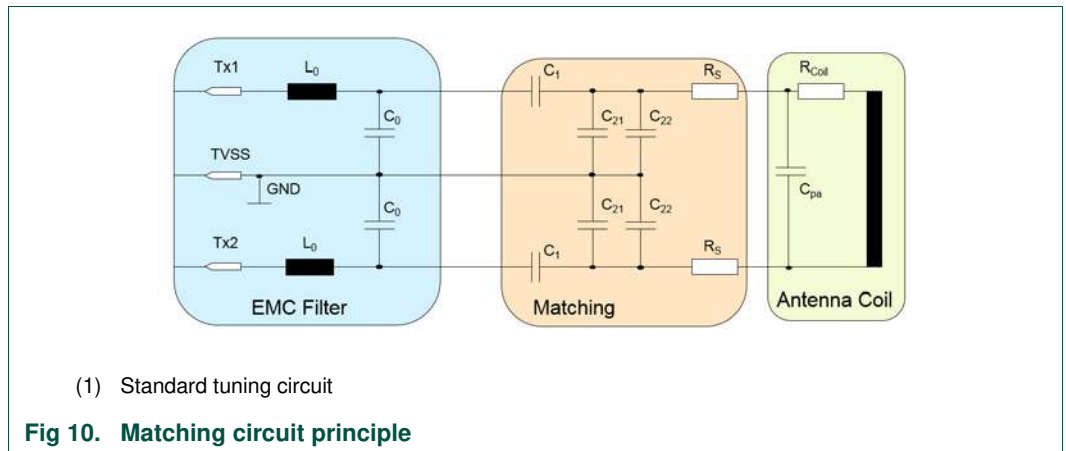 Tx1
L0
C1
RS
RCoil
C0
C21
C22
TVSS
GND
Cpa
C0
C21
C22
Tx2
L0
C1
RS
EMC Filter
Matching
Antenna Coil
(1) Standard tuning circuit
Fig 10. Matching circuit principle